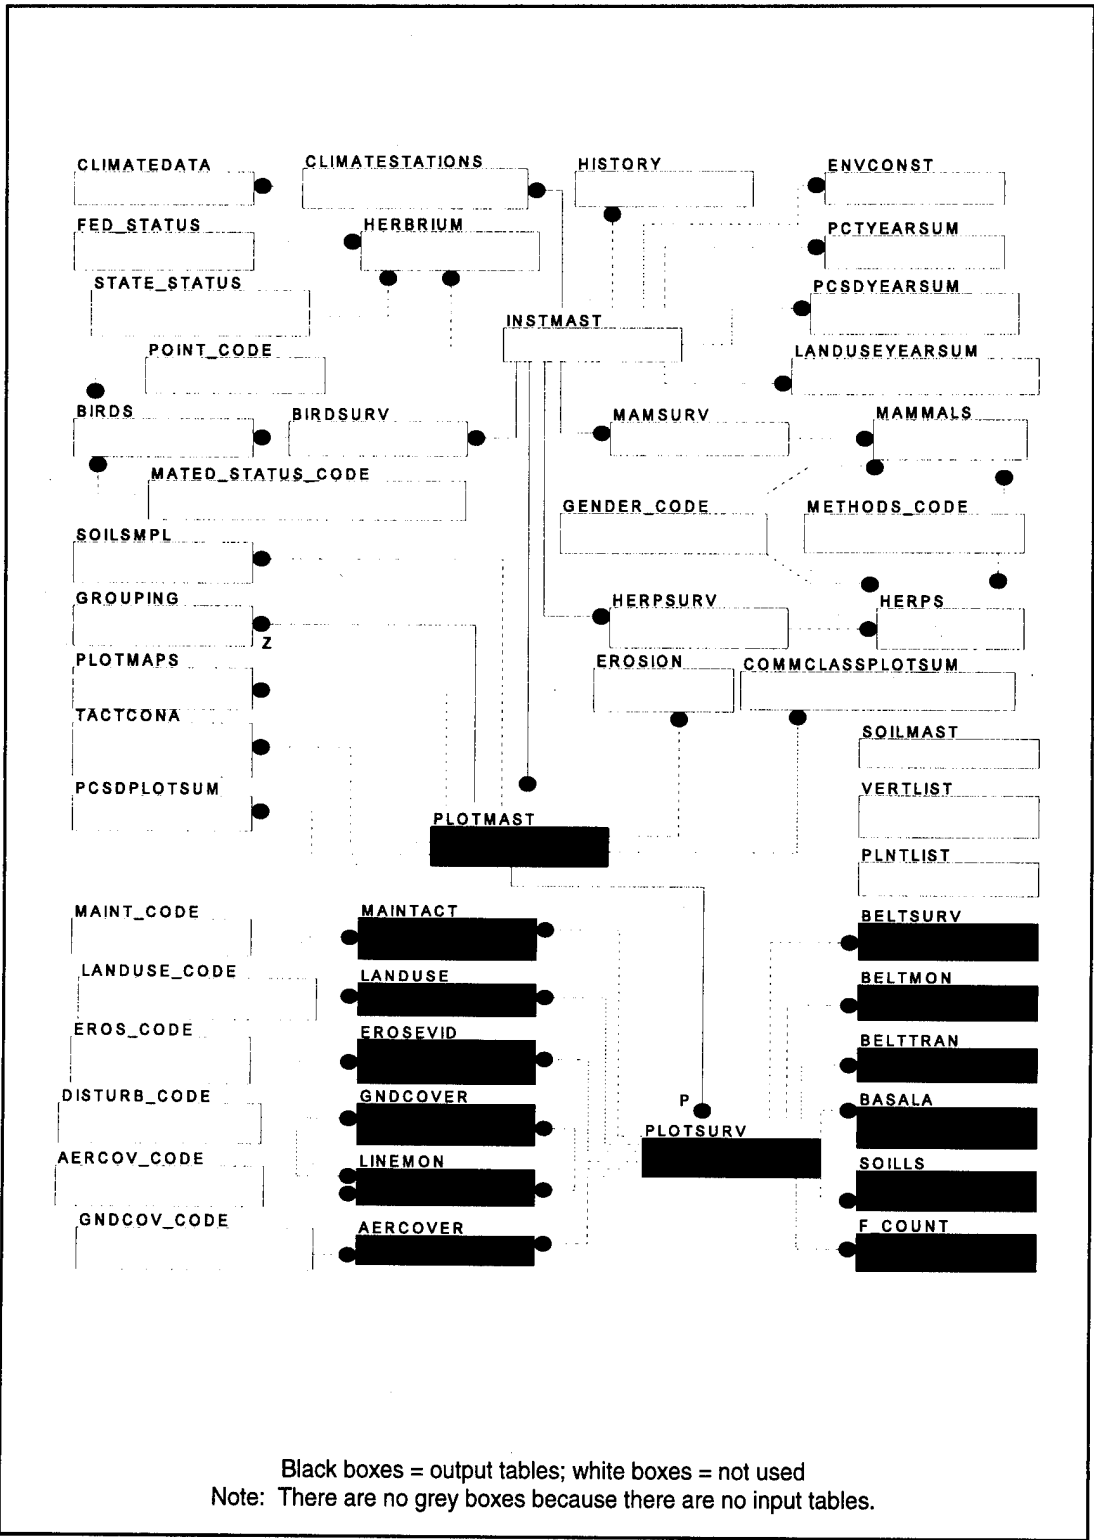 CLIMATEDATA
CLIMATESTATIONS
HISTORY
ENVCONST
FED_STATUS
HERBRIUM
PCTYEARSUM
STATE_STATUS
PCSDYEARSUM
INSTMAST
POINT_CODE
LANDUSEYEARSUM
BIRDS
BIRDSURV
MAMSURV
MAMMALS
MATED_STATUS_CODE
GENDER_CODE
METHODS_CODE
SOILSMPL
GROUPING
Z
HERPSURV
HERPS
PLOTMAPS
EROSION
COMMCLASSPLOTSUM
TACTCONA
SOILMAST
PCSDPLOTSUM
VERTLIST
PLOTMAST
PLNTLIST
MAINT_CODE
MAINTACT
BELTSURV
LANDUSE_CODE
LANDUSE
BELTMON
EROS_CODE
EROSEVID
BELTTRAN
DISTURB_CODE
GNDCOVER
P
BASALA
PLOTSURV
AERCOV_CODE
LINEMON
SOILLS
GNDCOV_CODE
AERCOVER
F_COUNT
Black boxes = output tables; white boxes = not used
Note: There are no grey boxes because there are no input tables.